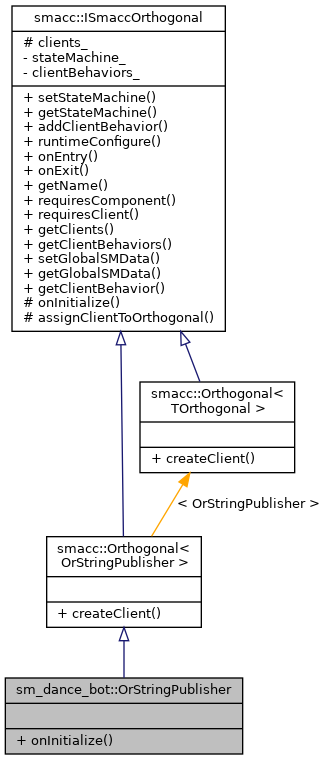 smacc::ISmaccOrthogonal
# clients_
- stateMachine_
- clientBehaviors_
+ setStateMachine()
+ getStateMachine()
+ addClientBehavior()
+ runtimeConfigure()
+ onEntry()
+ onExit()
+ getName()
+ requiresComponent()
+ requiresClient()
+ getClients()
+ getClientBehaviors()
+ setGlobalSMData()
+ getGlobalSMData()
+ getClientBehavior()
# onInitialize()
# assignClientToOrthogonal()
smacc::Orthogonal<
TOrthogonal >
+ createClient()
< OrStringPublisher >
smacc::Orthogonal<
OrStringPublisher >
+ createClient()
sm_dance_bot::OrStringPublisher
+ onInitialize()